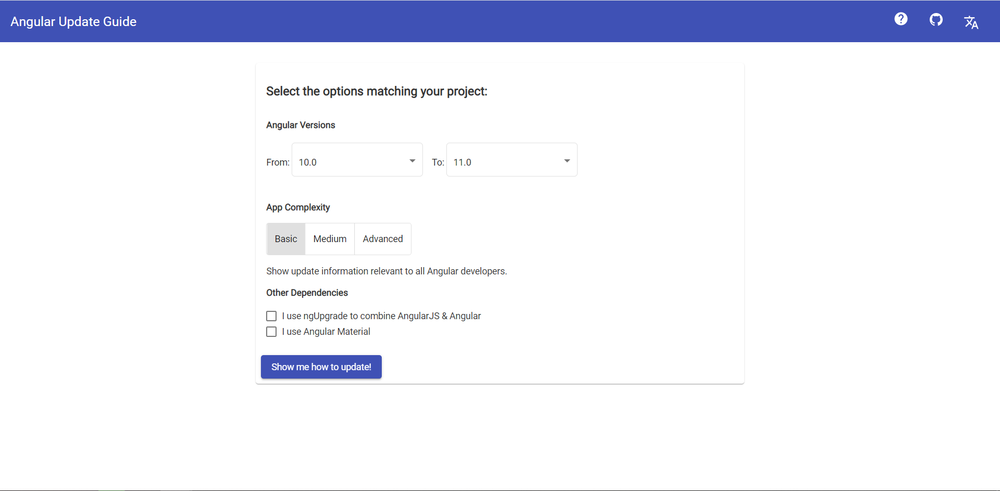 Angular Update Guide
Select the options matching your project:
Angular Versions
From: 10.0 To: 11.0
App Complexity
Basic Medium Advanced
Show update information relevant to all Angular developers.
Other Dependencies
I use ngUpgrade to combine AngularJS & Angular
I use Angular Material
Show me how to update!